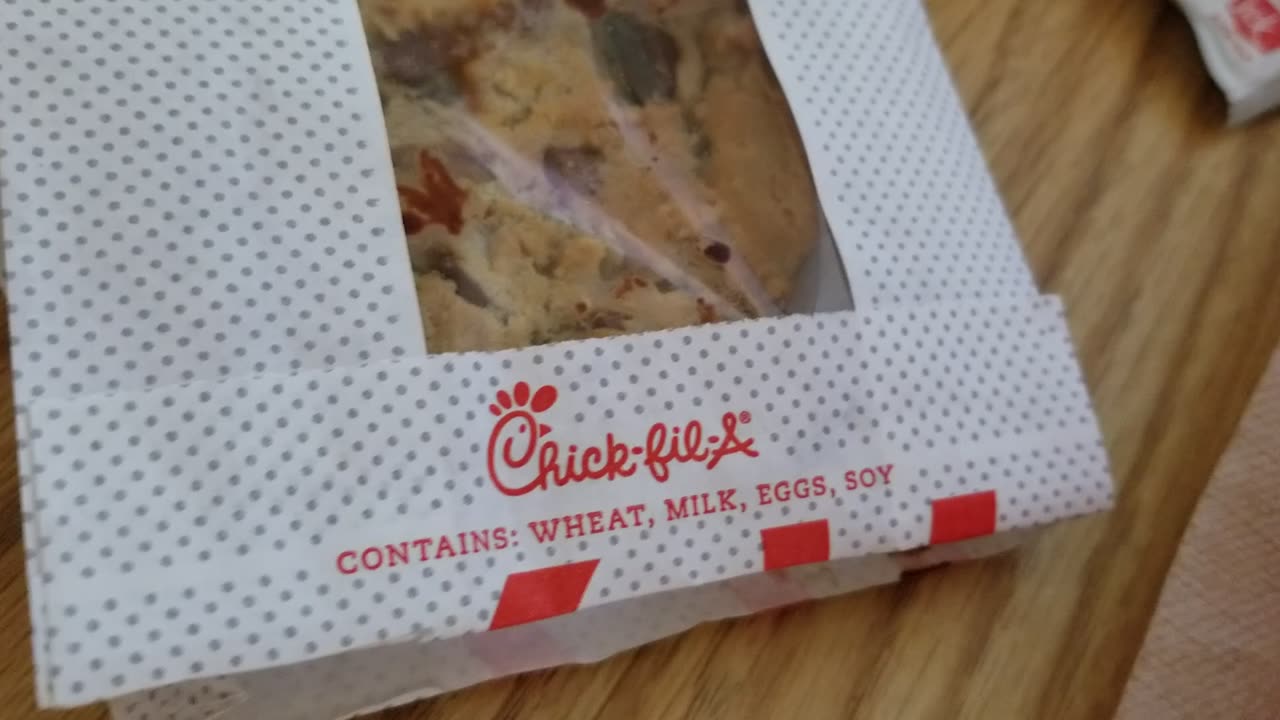 Chick-fil-A®
CONTAINS: WHEAT, MILK, EGGS, SOY